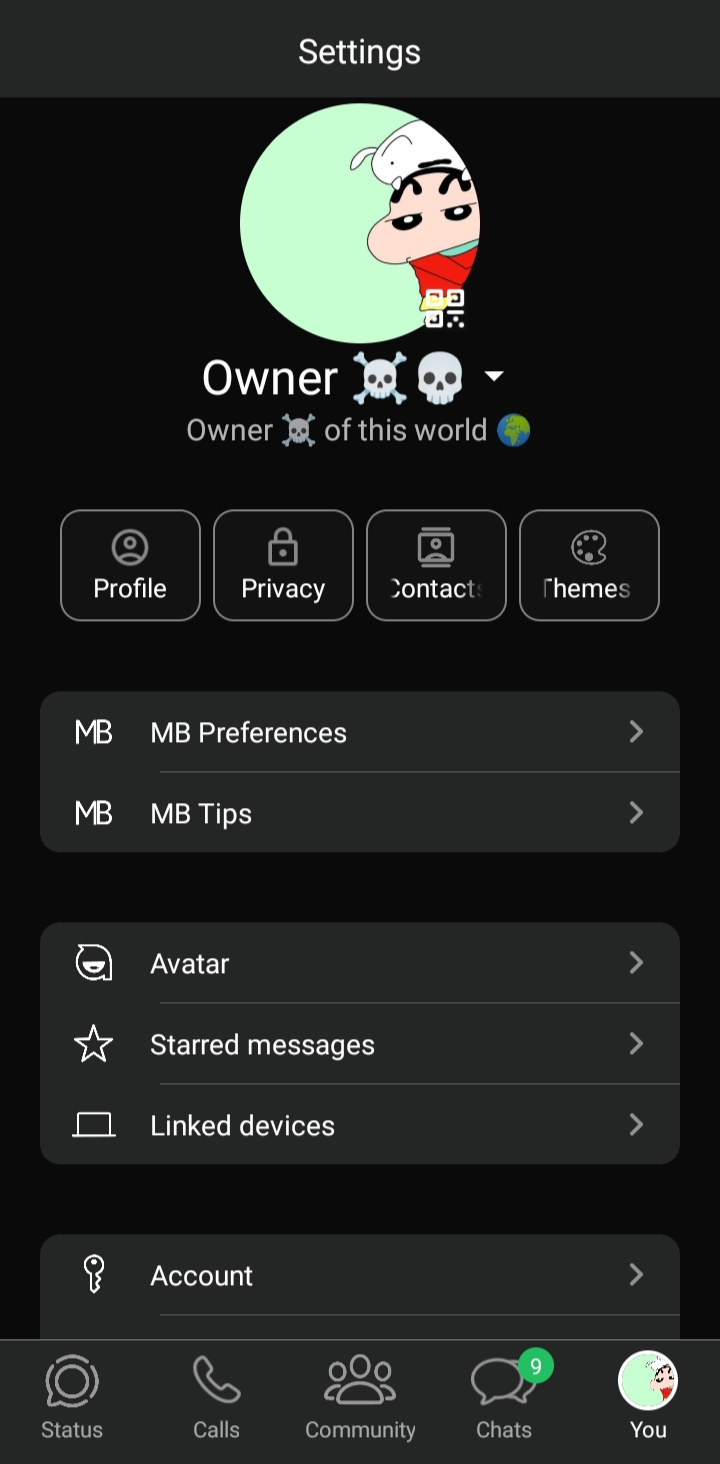 Settings
Owner ☠️💀
Owner ☠️ of this world 🌍
Profile
Privacy
Contacts
Themes
MB MB Preferences
MB MB Tips
Avatar
Starred messages
Linked devices
Account
9
Status
Calls
Community
Chats
You